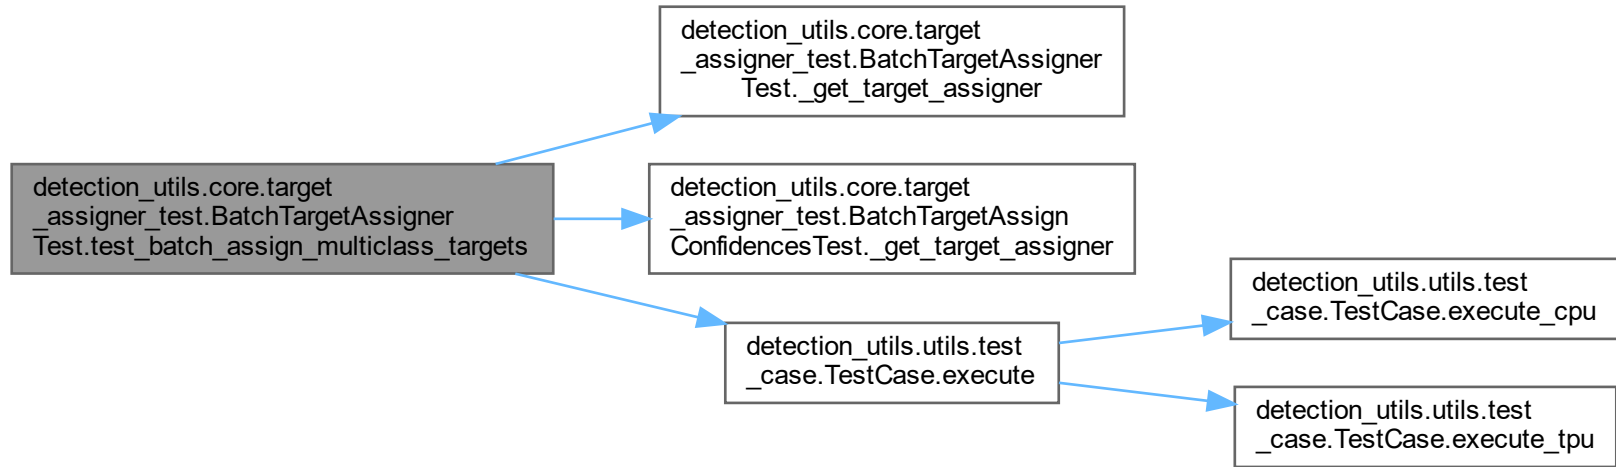 detection_utils.core.target
_assigner_test.BatchTargetAssigner
Test._get_target_assigner
detection_utils.core.target
_assigner_test.BatchTargetAssigner
Test.test_batch_assign_multiclass_targets
detection_utils.core.target
_assigner_test.BatchTargetAssign
ConfidencesTest._get_target_assigner
detection_utils.utils.test
_case.TestCase.execute
detection_utils.utils.test
_case.TestCase.execute_cpu
detection_utils.utils.test
_case.TestCase.execute_tpu